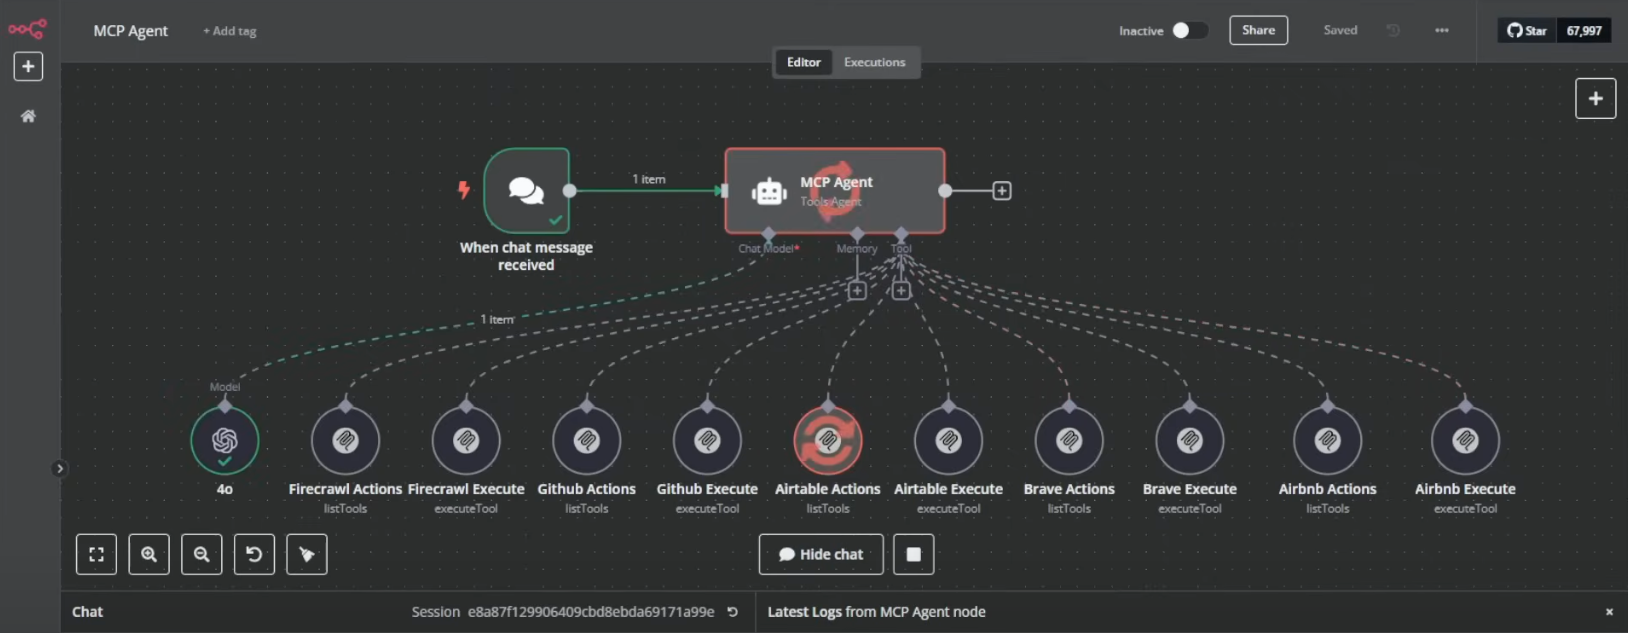 MCP Agent
+ Add tag
Inactive
Share
Saved
Star 67,997
Editor
Executions
1 item
MCP Agent
Tools Agent
When chat message
received
Chat Model*
Memory
Tool
1 item
Model
4o
Firecrawl Actions
listTools
Firecrawl Execute
executeTool
Github Actions
listTools
Github Execute
executeTool
Airtable Actions
listTools
Airtable Execute
executeTool
Brave Actions
listTools
Brave Execute
executeTool
Airbnb Actions
listTools
Airbnb Execute
executeTool
Hide chat
Chat
Session e8a87f129906409cbd8ebda69171a99e
Latest Logs from MCP Agent node